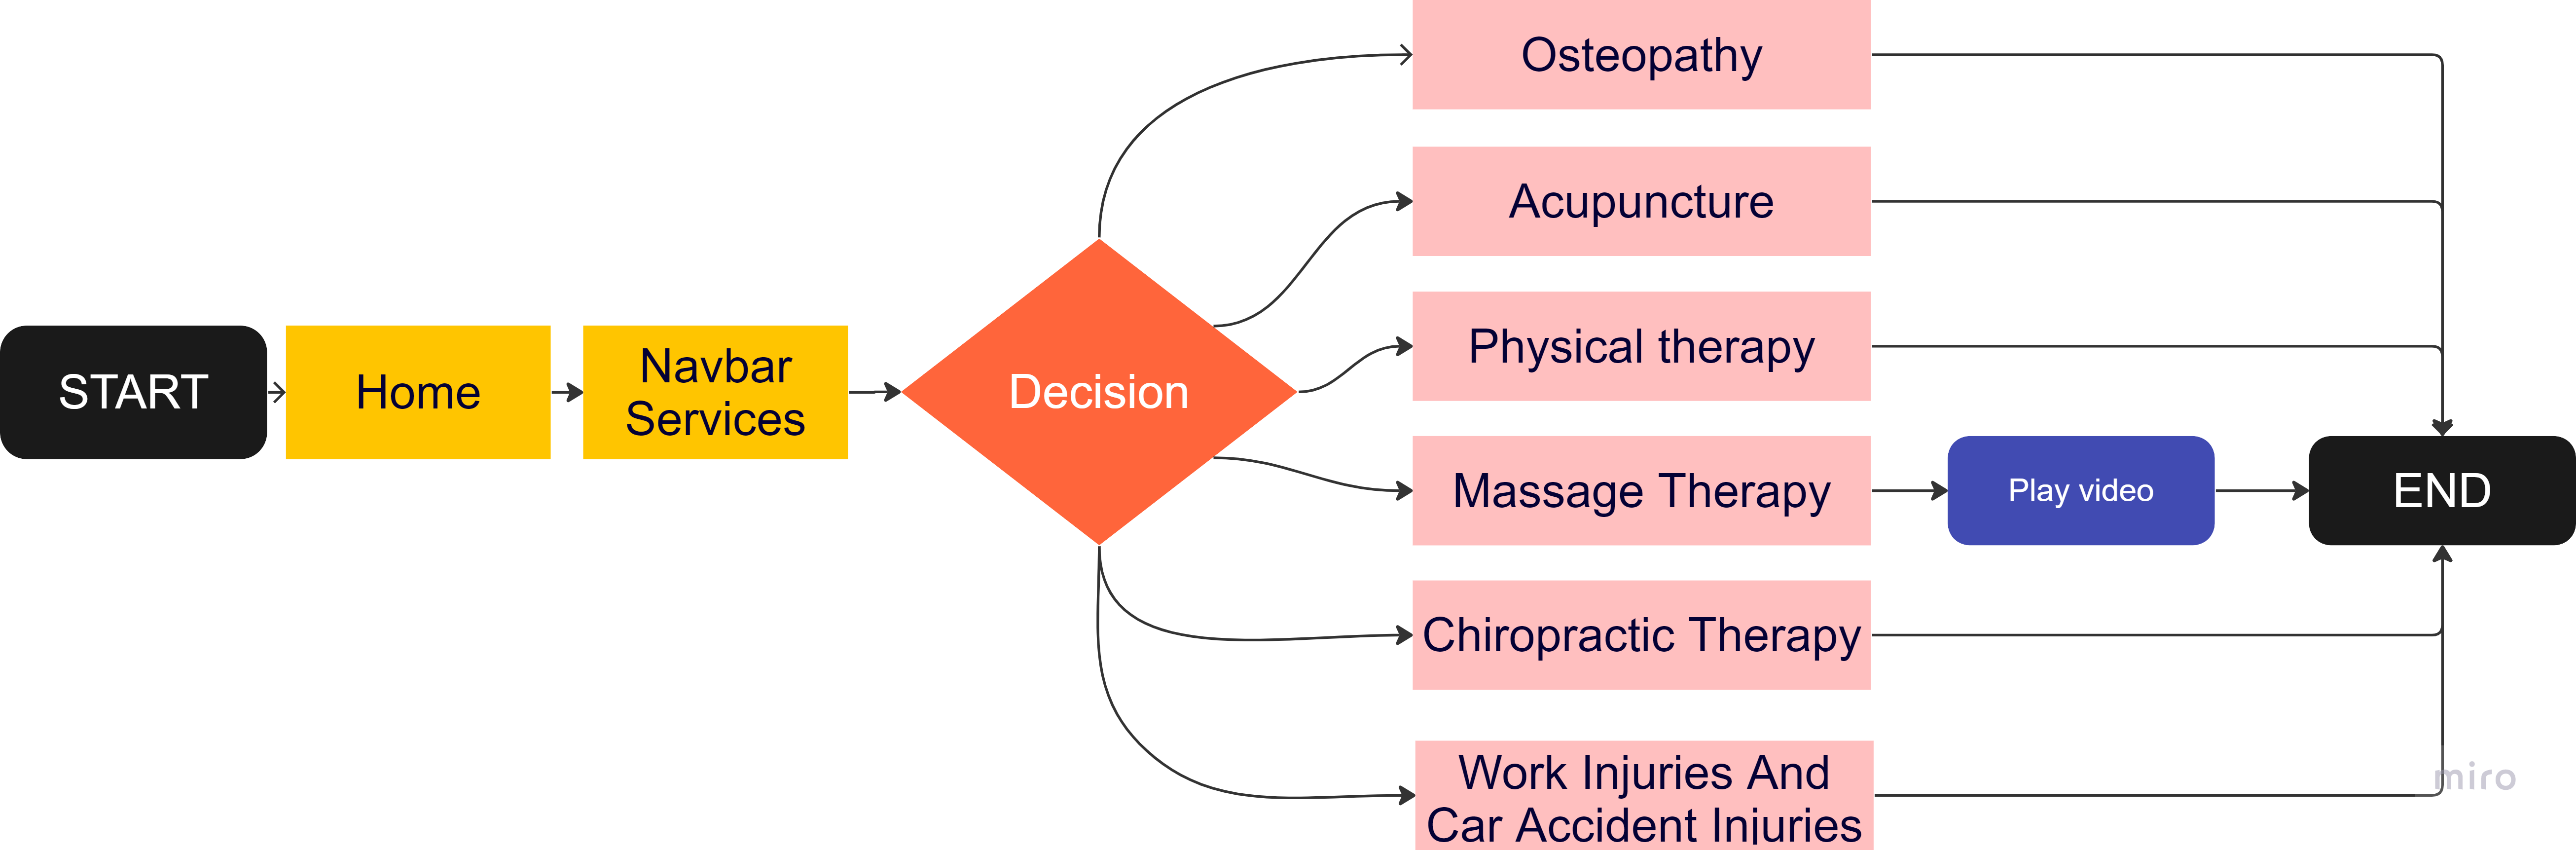 START
Home
Navbar
Services
Decision
Osteopathy
Acupuncture
Physical therapy
Massage Therapy
Play video
END
Chiropractic Therapy
Work Injuries And
Car Accident Injuries
miro